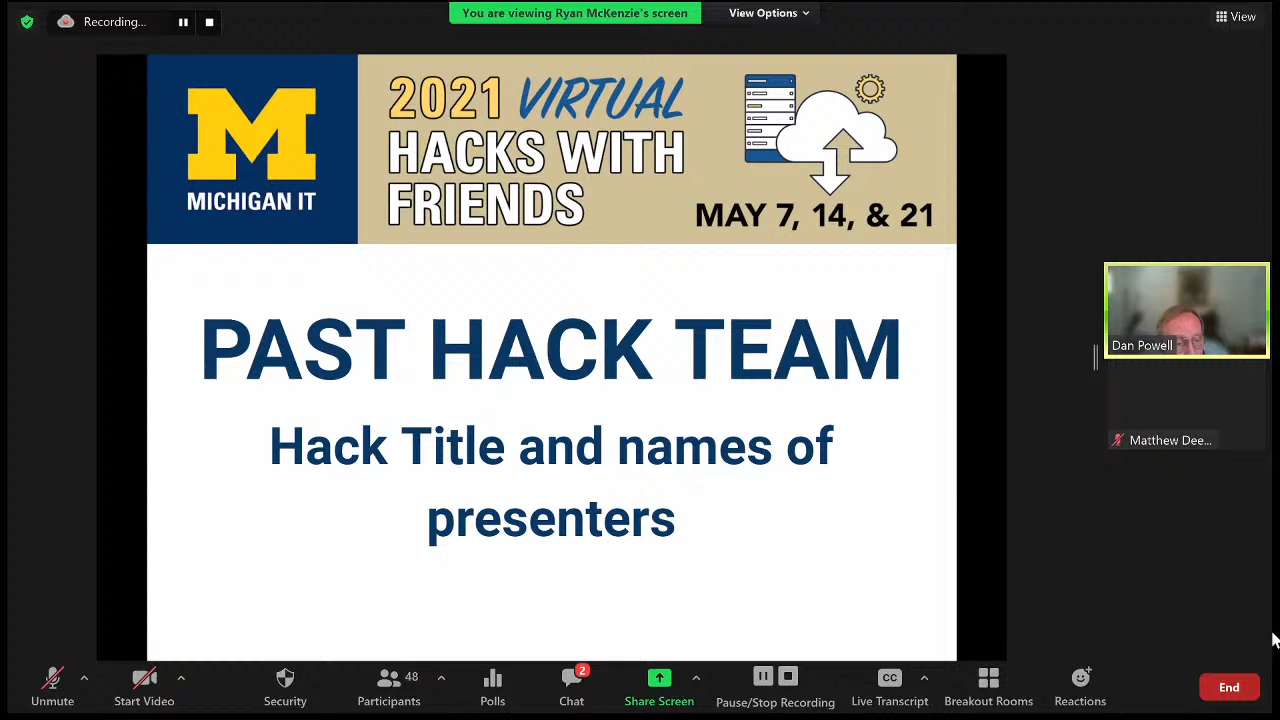 Recording...
You are viewing Ryan McKenzie's screen
View Options
View
M
MICHIGAN IT
2021 VIRTUAL
HACKS WITH
FRIENDS
MAY 7, 14, & 21
PAST HACK TEAM
Hack Title and names of
presenters
Dan Powell
Matthew Dee...
Unmute
Start Video
Security
48
Participants
Polls
2
Chat
Share Screen
Pause/Stop Recording
CC
Live Transcript
Breakout Rooms
Reactions
End